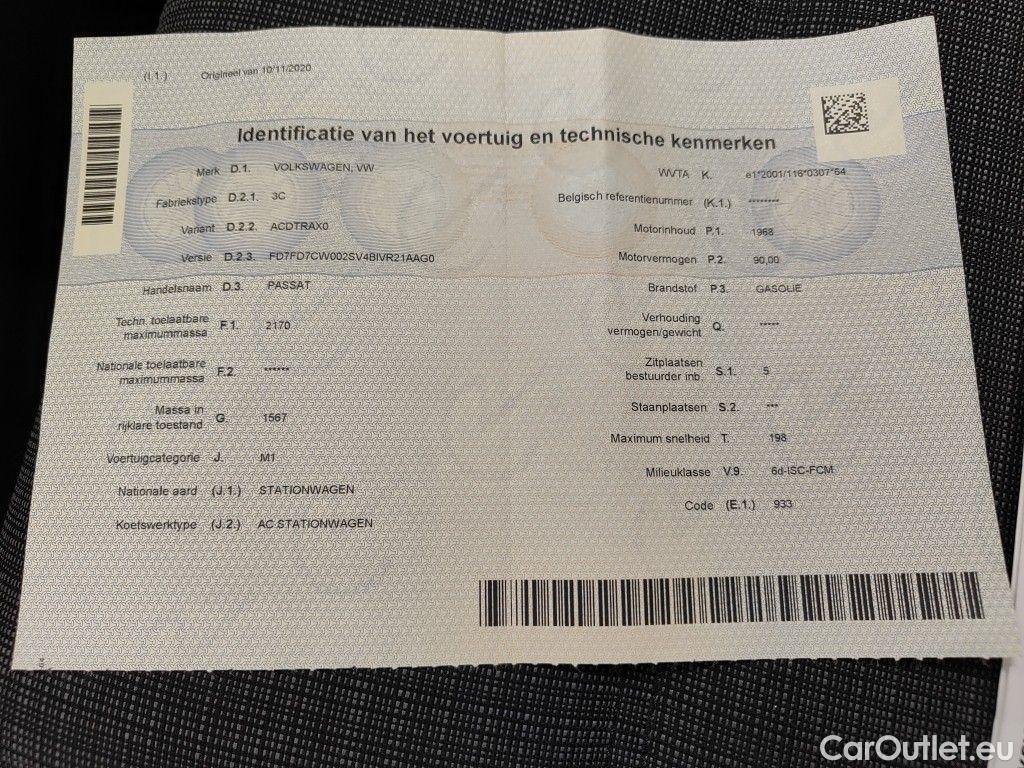 (I.1.) Origineel van 10/11/2020
Identificatie van het voertuig en technische kenmerken
Merk D.1. VOLKSWAGEN, VW
Fabriekstype D.2.1. 3C
Variant D.2.2. ACDTRAX0
Versie D.2.3. FD7FD7CW002SV4BIVR21AAG0
Handelsnaam D.3. PASSAT
Techn. toelaatbare
maximummassa F.1. 2170
Nationale toelaatbare
maximummassa F.2. ******
Massa in
rijklare toestand G. 1567
Voertuigcategorie J. M1
Nationale aard (J.1.) STATIONWAGEN
Koetswerktype (J.2.) AC STATIONWAGEN
WVTA K. e1*2001/116*0307*64
Belgisch referentienummer (K.1.) ********
Motorinhoud P.1. 1968
Motorvermogen P.2. 90,00
Brandstof P.3. GASOLIE
Verhouding
vermogen/gewicht Q. *****
Zitplaatsen
bestuurder inb. S.1. 5
Staanplaatsen S.2. ***
Maximum snelheid T. 198
Milieuklasse V.9. 6d-ISC-FCM
Code (E.1.) 933
CarOutlet.eu